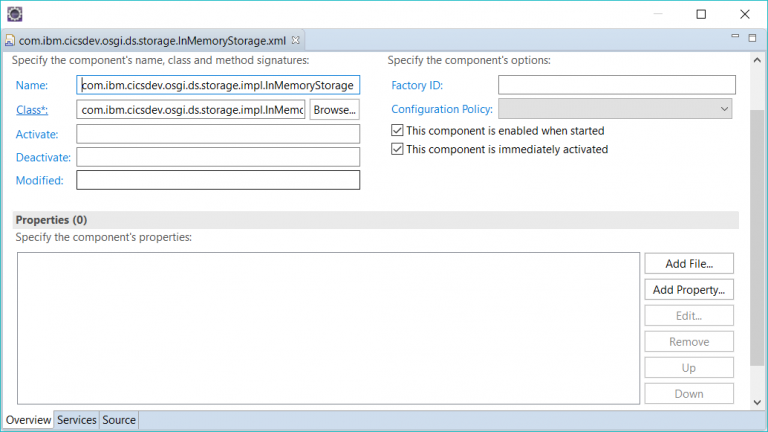 com.ibm.cicsdev.osgi.ds.storage.InMemoryStorage.xml
Specify the component's name, class and method signatures:
Name: com.ibm.cicsdev.osgi.ds.storage.impl.InMemoryStorage
Class*: com.ibm.cicsdev.osgi.ds.storage.impl.InMemo Browse...
Activate:
Deactivate:
Modified:
Specify the component's options:
Factory ID:
Configuration Policy:
This component is enabled when started
This component is immediately activated
Properties (0)
Specify the component's properties:
Add File...
Add Property...
Edit...
Remove
Up
Down
Overview Services Source